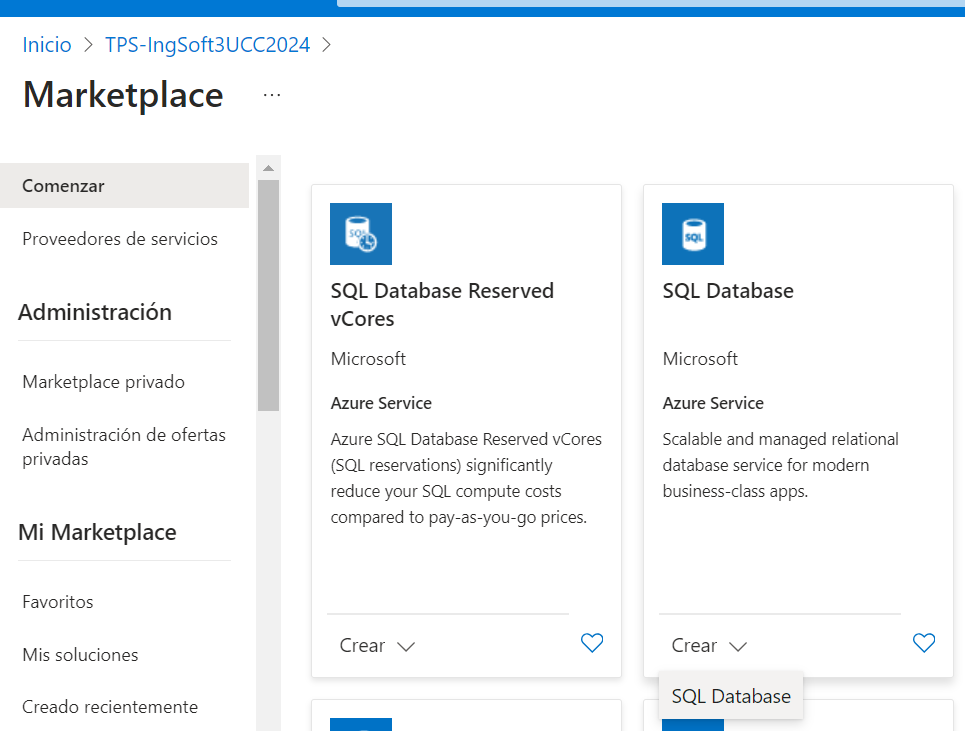 Inicio > TPS-IngSoft3UCC2024 >
Marketplace ...
Comenzar
Proveedores de servicios
Administración
Marketplace privado
Administración de ofertas
privadas
Mi Marketplace
Favoritos
Mis soluciones
Creado recientemente
SQL
SQL Database Reserved
vCores
Microsoft
Azure Service
Azure SQL Database Reserved vCores
(SQL reservations) significantly
reduce your SQL compute costs
compared to pay-as-you-go prices.
Crear
SQL
SQL Database
Microsoft
Azure Service
Scalable and managed relational
database service for modern
business-class apps.
Crear
SQL Database